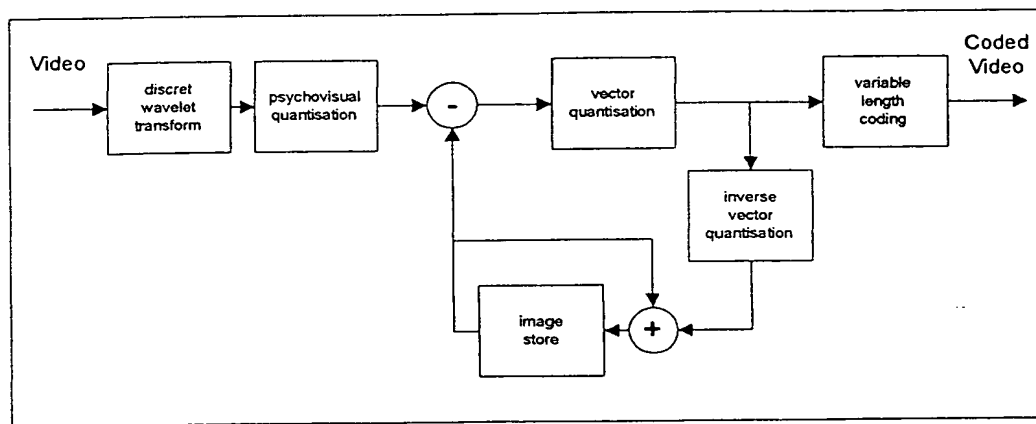 Video
discret
wavelet
transform
psychovisual
quantisation
-
vector
quantisation
variable
length
coding
Coded
Video
inverse
vector
quantisation
image
store
+